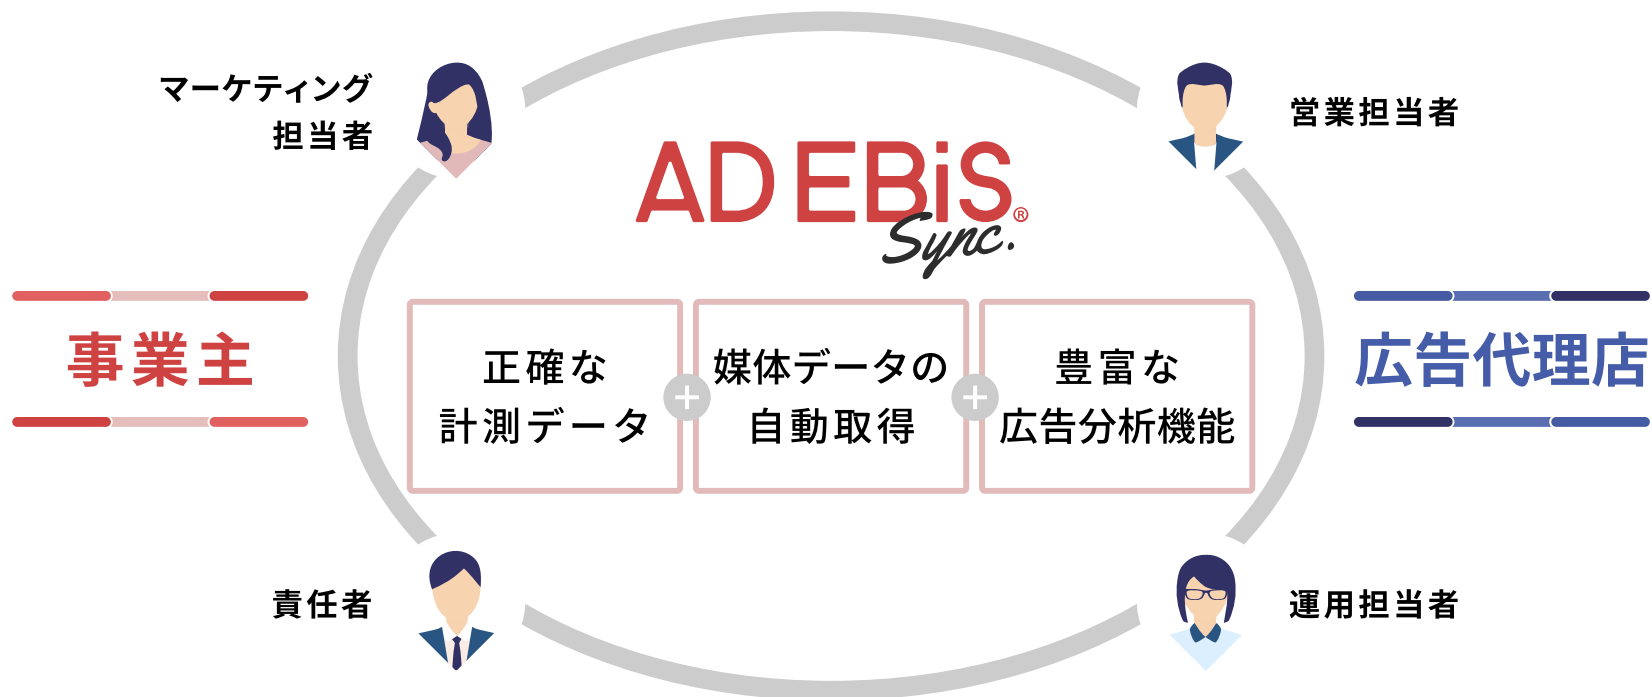 マーケティング
担当者
営業担当者
AD EBiS®
Sync.
事業主
広告代理店
正確な
計測データ
+
媒体データの
自動取得
+
豊富な
広告分析機能
責任者
運用担当者